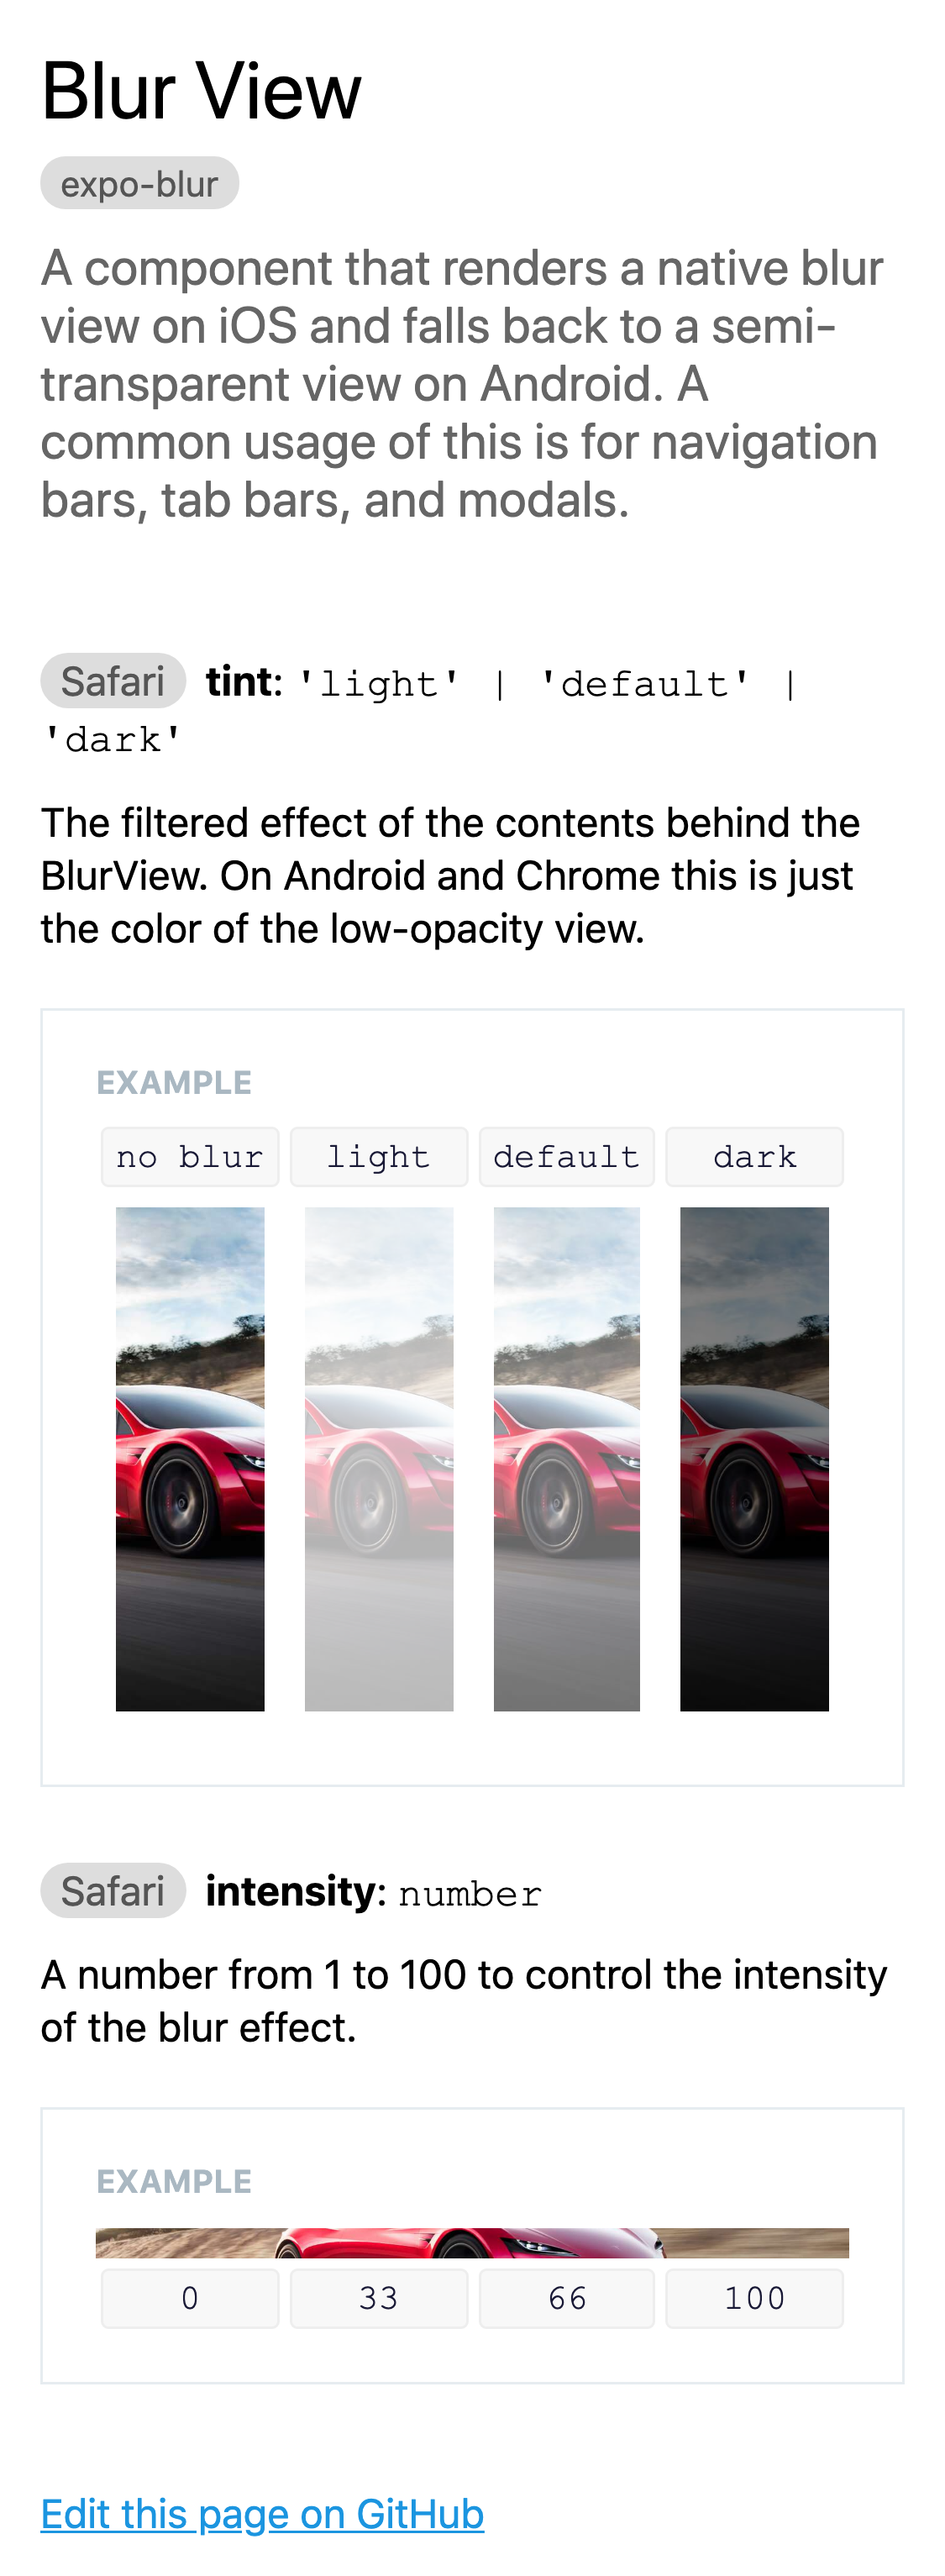 Blur View
expo-blur
A component that renders a native blur
view on iOS and falls back to a semi-
transparent view on Android. A
common usage of this is for navigation
bars, tab bars, and modals.
Safari tint: 'light' | 'default' |
'dark'
The filtered effect of the contents behind the
BlurView. On Android and Chrome this is just
the color of the low-opacity view.
EXAMPLE
no blur light default dark
Safari intensity: number
A number from 1 to 100 to control the intensity
of the blur effect.
EXAMPLE
0 33 66 100
Edit this page on GitHub